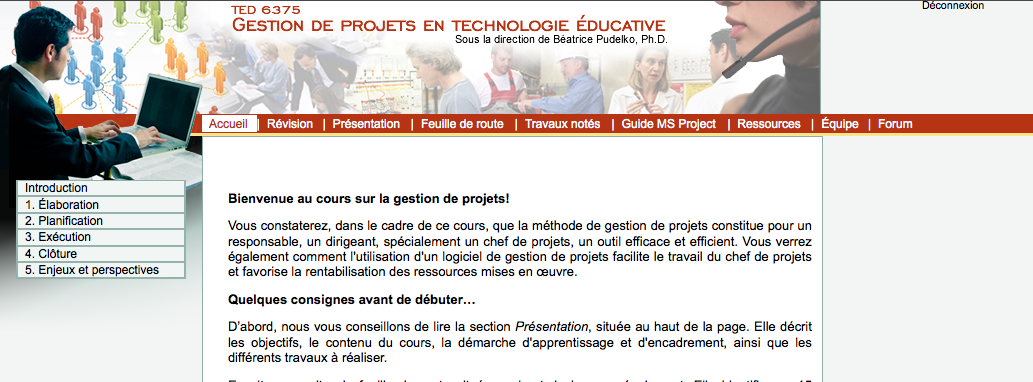 Déconnexion
TED 6375
GESTION DE PROJETS EN TECHNOLOGIE ÉDUCATIVE
Sous la direction de Béatrice Pudelko, Ph.D.
Accueil | Révision | Présentation | Feuille de route | Travaux notés | Guide MS Project | Ressources | Équipe | Forum
Introduction
1. Élaboration
2. Planification
3. Exécution
4. Clôture
5. Enjeux et perspectives
Bienvenue au cours sur la gestion de projets!
Vous constaterez, dans le cadre de ce cours, que la méthode de gestion de projets constitue pour un
responsable, un dirigeant, spécialement un chef de projets, un outil efficace et efficient. Vous verrez
également comment l'utilisation d'un logiciel de gestion de projets facilite le travail du chef de projets
et favorise la rentabilisation des ressources mises en œuvre.
Quelques consignes avant de débuter…
D'abord, nous vous conseillons de lire la section Présentation, située au haut de la page. Elle décrit
les objectifs, le contenu du cours, la démarche d'apprentissage et d'encadrement, ainsi que les
différents travaux à réaliser.